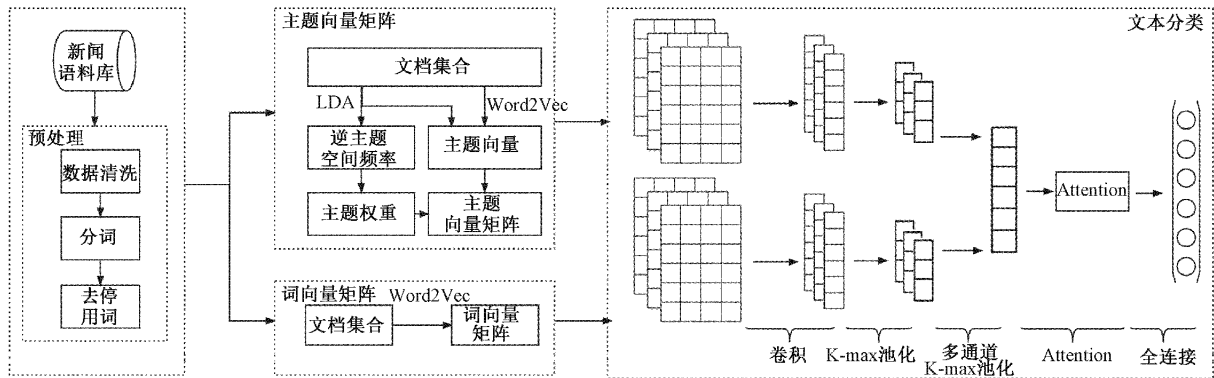 新闻
语料库
预处理
数据清洗
分词
去停
用词
主题向量矩阵
文档集合
LDA
Word2Vec
逆主题
空间频率
主题向量
主题权重
主题
向量矩阵
词向量矩阵 Word2Vec
文档集合
词向量
矩阵
文本分类
Attention
卷积
K-max池化
多通道
K-max池化
Attention
全连接